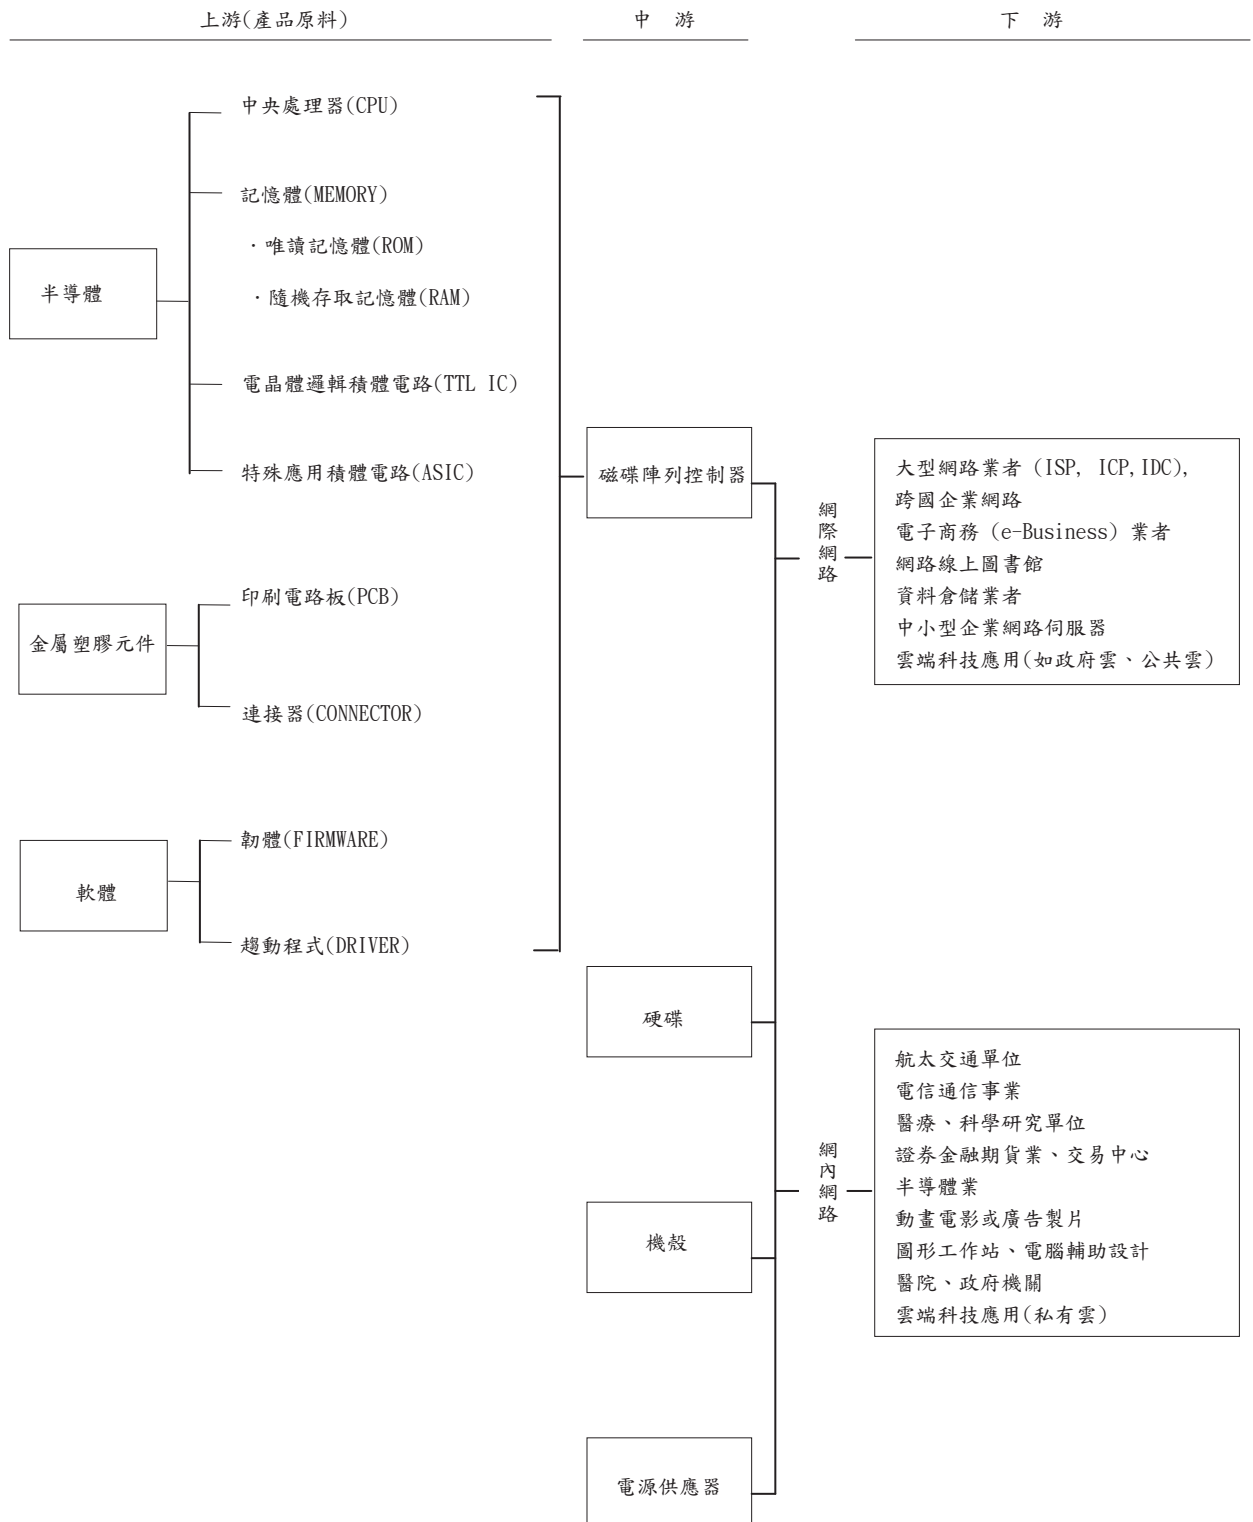 上游(產品原料)
中 游
下 游
中央處理器(CPU)
記憶體(MEMORY)
·唯讀記憶體(ROM)
·隨機存取記憶體(RAM)
半導體
電晶體邏輯積體電路(TTL IC)
特殊應用積體電路(ASIC)
印刷電路板(PCB)
金屬塑膠元件
連接器(CONNECTOR)
韌體(FIRMWARE)
軟體
趨動程式(DRIVER)
磁碟陣列控制器
硬碟
機殼
電源供應器
網際網路
大型網路業者 (ISP, ICP,IDC),
跨國企業網路
電子商務 (e-Business) 業者
網路線上圖書館
資料倉儲業者
中小型企業網路伺服器
雲端科技應用(如政府雲、公共雲)
網內網路
航太交通單位
電信通信事業
醫療、科學研究單位
證券金融期貨業、交易中心
半導體業
動畫電影或廣告製片
圖形工作站、電腦輔助設計
醫院、政府機關
雲端科技應用(私有雲)